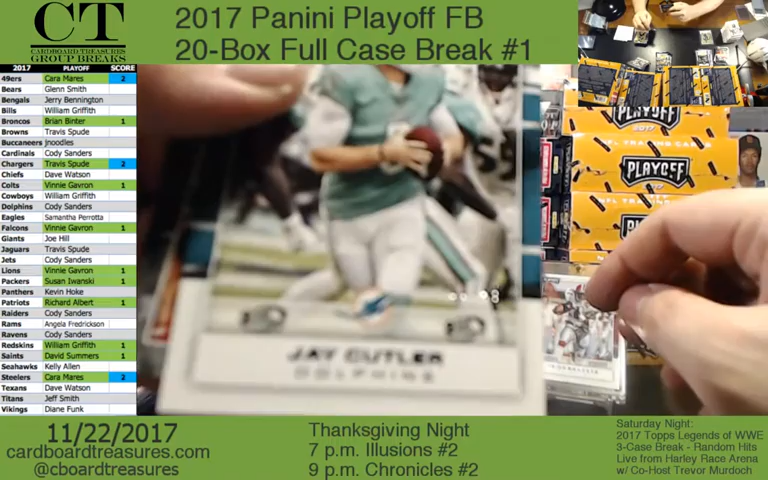 CT
CARDBOARD TREASURES
GROUP BREAKS
2017 Panini Playoff FB
20-Box Full Case Break #1
2017 PLAYOFF SCORE
49ers Cara Mares 2
Bears Glenn Smith
Bengals Jerry Bennington
Bills William Griffith
Broncos Brian Binter 1
Browns Travis Spude
Buccaneers Jnoodles
Cardinals Cody Sanders
Chargers Travis Spude 2
Chiefs Dave Watson
Colts Vinnie Gavron 1
Cowboys William Griffith
Dolphins Cody Sanders
Eagles Samantha Perrotta
Falcons Vinnie Gavron 1
Giants Joe Hill
Jaguars Travis Spude
Jets Cody Sanders
Lions Vinnie Gavron 1
Packers Susan Iwanski 1
Panthers Kevin Hoke
Patriots Richard Albert 1
Raiders Cody Sanders
Rams Angela Fredrickson
Ravens Cody Sanders
Redskins William Griffith 1
Saints David Summers 1
Seahawks Kelly Allen
Steelers Cara Mares 2
Texans Dave Watson
Titans Jeff Smith
Vikings Diane Funk
PLAYOFF
2017
PLAYOFF
JAY CUTLER
DOLPHINS
11/22/2017
cardboardtreasures.com
@cboardtreasures
Thanksgiving Night
7 p.m. Illusions #2
9 p.m. Chronicles #2
Saturday Night:
2017 Topps Legends of WWE
3-Case Break - Random Hits
Live from Harley Race Arena
w/ Co-Host Trevor Murdoch